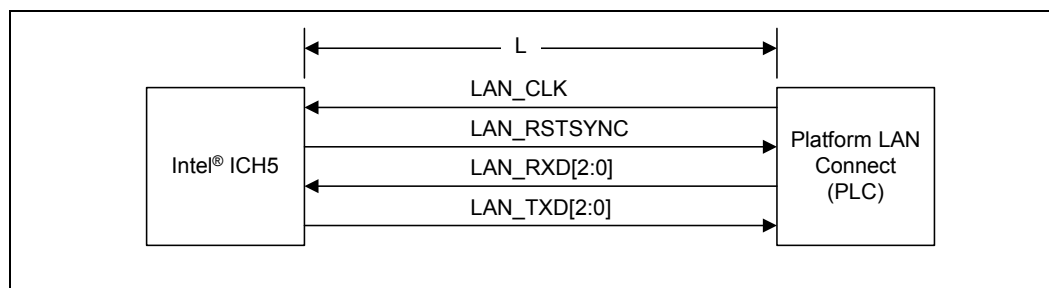 L
LAN_CLK
LAN_RSTSYNC
Intel® ICH5
LAN_RXD[2:0]
LAN_TXD[2:0]
Platform LAN
Connect
(PLC)